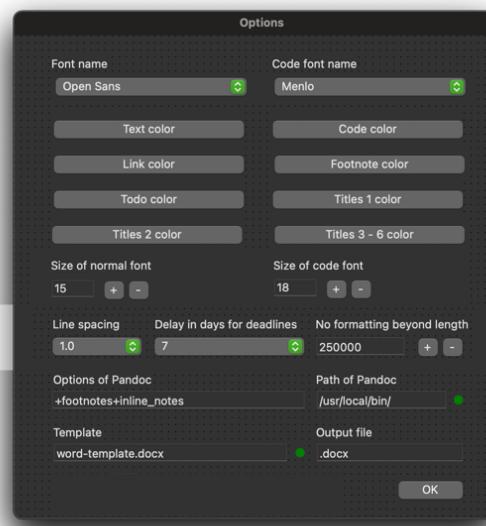 Options
Font name Code font name
Open Sans Menlo
Text color Code color
Link color Footnote color
Todo color Titles 1 color
Titles 2 color Titles 3 - 6 color
Size of normal font Size of code font
15 + - 18 + -
Line spacing Delay in days for deadlines No formatting beyond length
1.0 7 250000 + -
Options of Pandoc Path of Pandoc
+footnotes+inline_notes /usr/local/bin/
Template Output file
word-template.docx .docx
OK